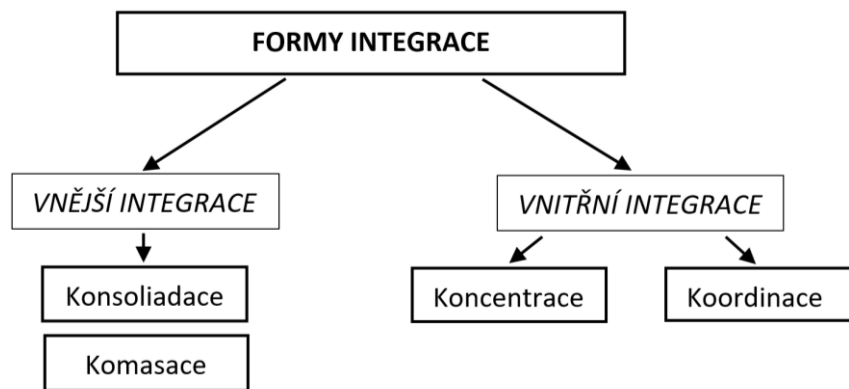 FORMY INTEGRACE
VNĚJŠÍ INTEGRACE
VNITŘNÍ INTEGRACE
Konsoliadace
Koncentrace
Koordinace
Komasace